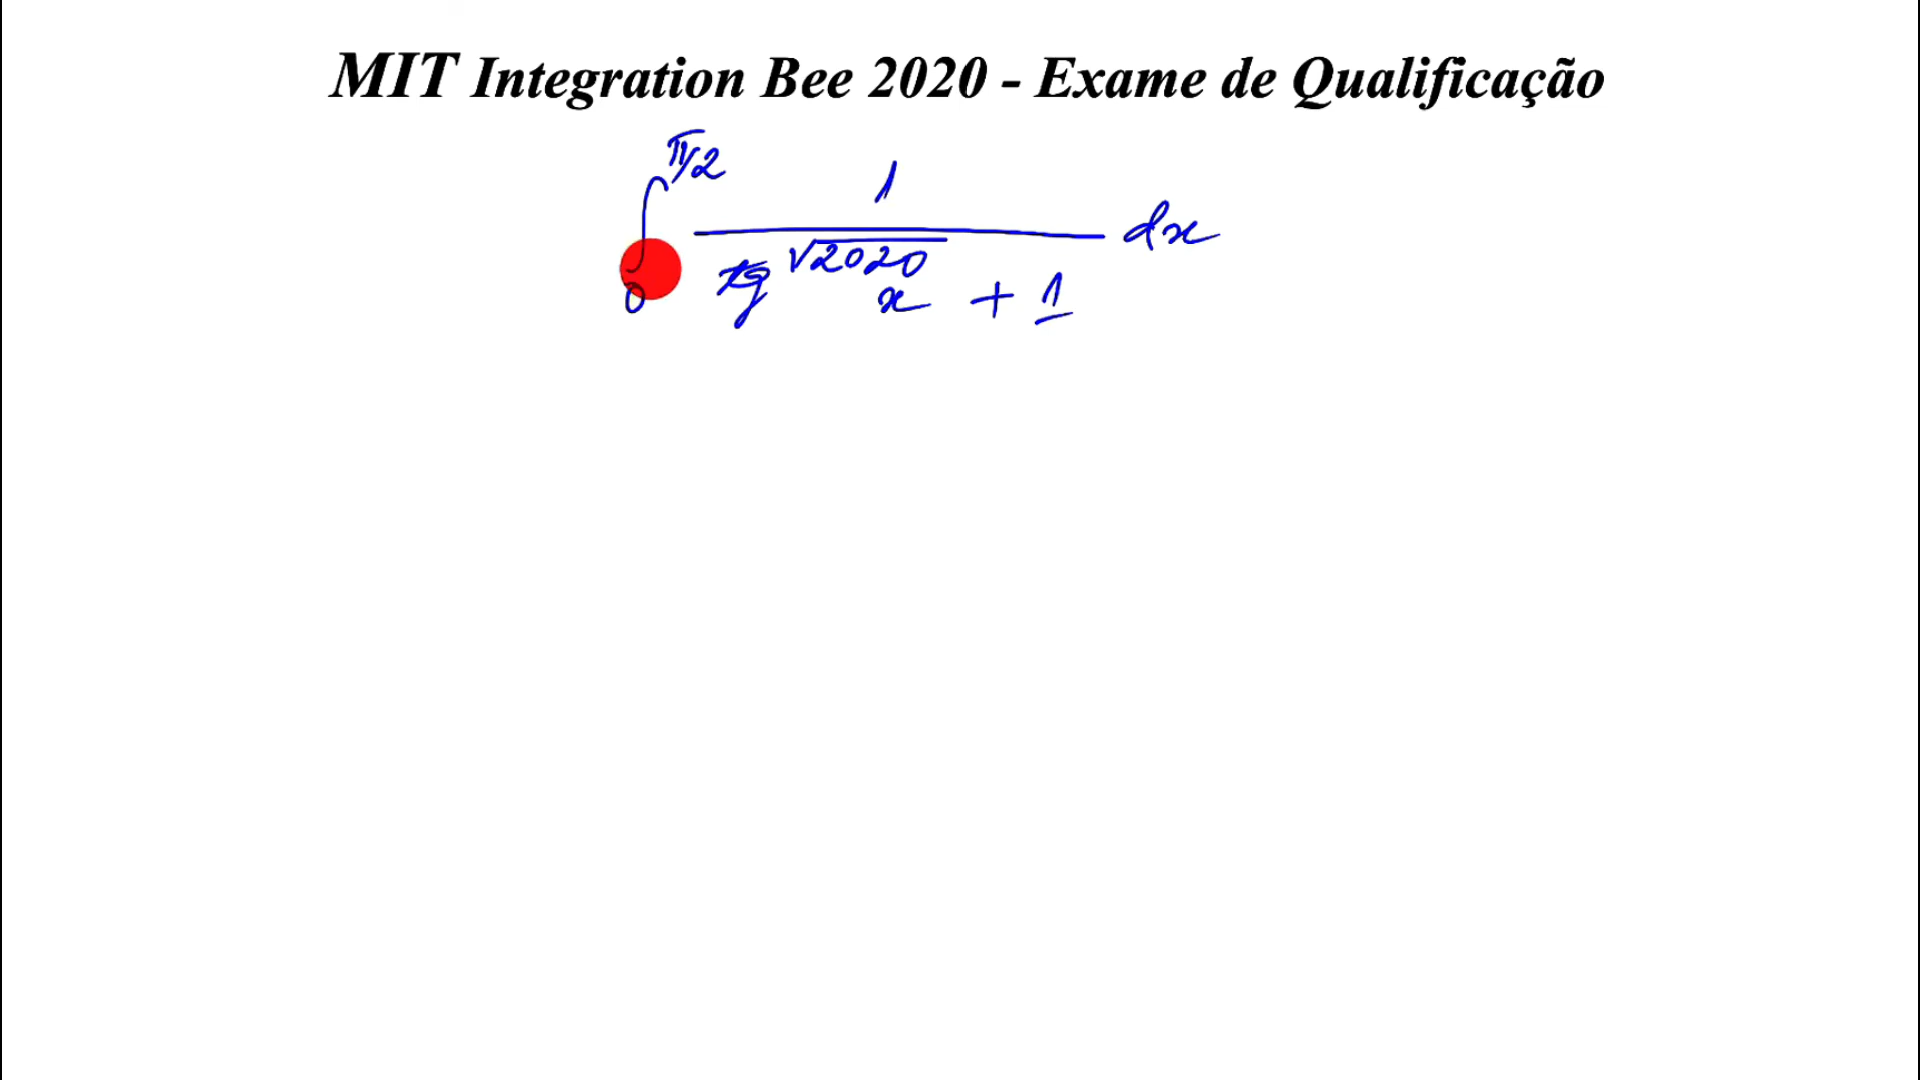 MIT Integration Bee 2020 - Exame de Qualificação
∫₀^{π/2} 1 / (tg^{√2020} x + 1) dx